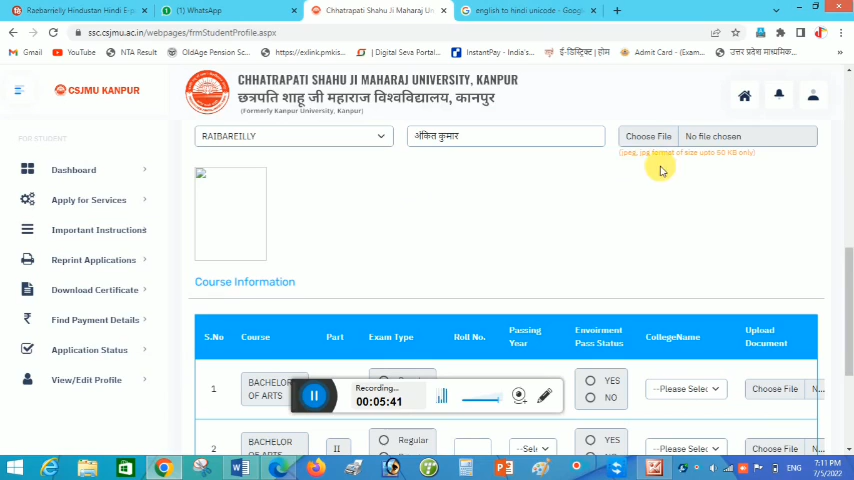 Raebarrielly Hindustan Hindi E-p
(1) WhatsApp
Chhatrapati Shahu Ji Maharaj Un
english to hindi unicode - Google
ssc.csjmu.ac.in/webpages/frmStudentProfile.aspx
Gmail
YouTube
NTA Result
OldAge Pension Sc...
https://exlink.pmkis...
(Digital Seva Portal...
InstantPay - India's...
ई-डिस्ट्रिक्ट | होम
Admit Card - (Exam...
उत्तर प्रदेश माध्यमिक...
CSJMU KANPUR
CHHATRAPATI SHAHU JI MAHARAJ UNIVERSITY, KANPUR
छत्रपति शाहू जी महाराज विश्वविद्यालय, कानपुर
(Formerly Kanpur University, Kanpur)
FOR STUDENT
Dashboard
Apply for Services
Important Instructions
Reprint Applications
Download Certificate
Find Payment Details
Application Status
View/Edit Profile
RAIBAREILLY
अंकित कुमार
Choose File No file chosen
(jpeg, jpg format of size upto 50 KB only)
Course Information
S.No Course Part Exam Type Roll No. Passing Year Enviorment Pass Status CollegeName Upload Document
1 BACHELOR OF ARTS YES NO --Please Selec Choose File N...
Recording...
00:05:41
2 BACHELOR II Regular --Sele YES --Please Selec Choose File N...
ENG
7:11 PM
7/5/2022